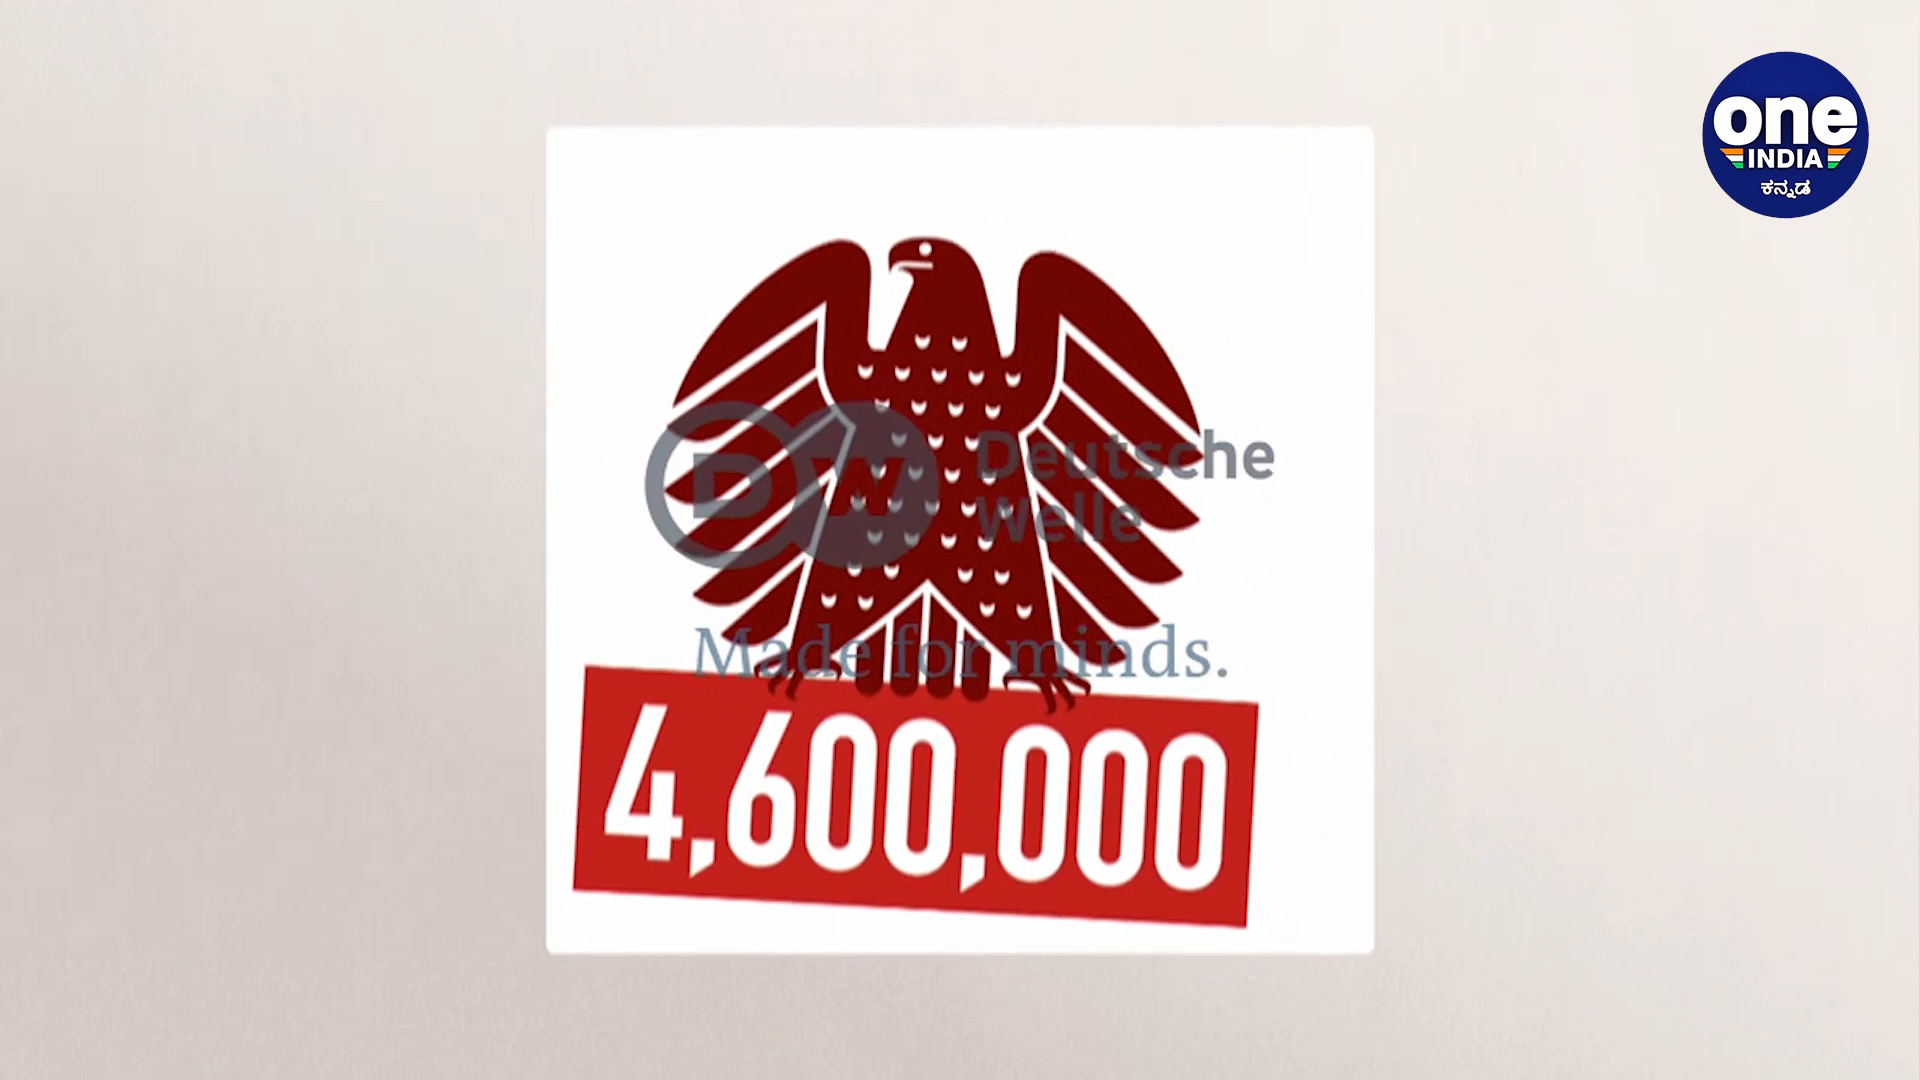 one
INDIA
ಕನ್ನಡ
DW Deutsche
Welle
Made for minds.
4,600,000